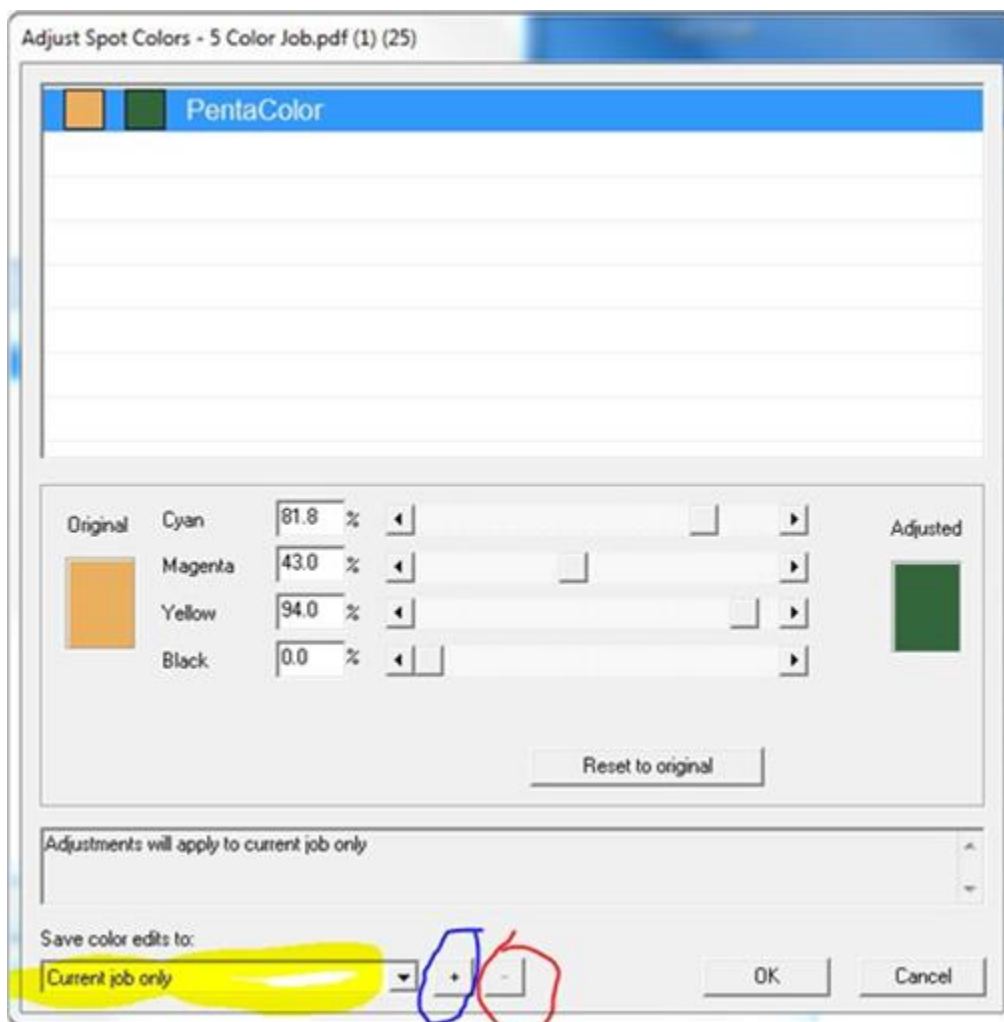 Adjust Spot Colors - 5 Color Job.pdf (1) (25)
PentaColor
Original
Adjusted
Cyan 81.8 %
Magenta 43.0 %
Yellow 94.0 %
Black 0.0 %
Reset to original
Adjustments will apply to current job only
Save color edits to:
Current job only + - OK Cancel